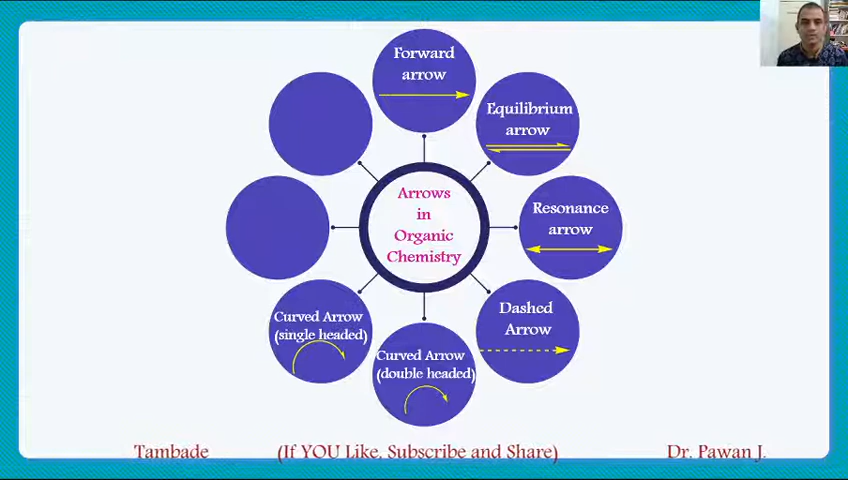 Forward
arrow
Equilibrium
arrow
Resonance
arrow
Dashed
Arrow
Curved Arrow
(double headed)
Curved Arrow
(single headed)
Arrows
in
Organic
Chemistry
Tambade (If YOU Like, Subscribe and Share) Dr. Pawan J.